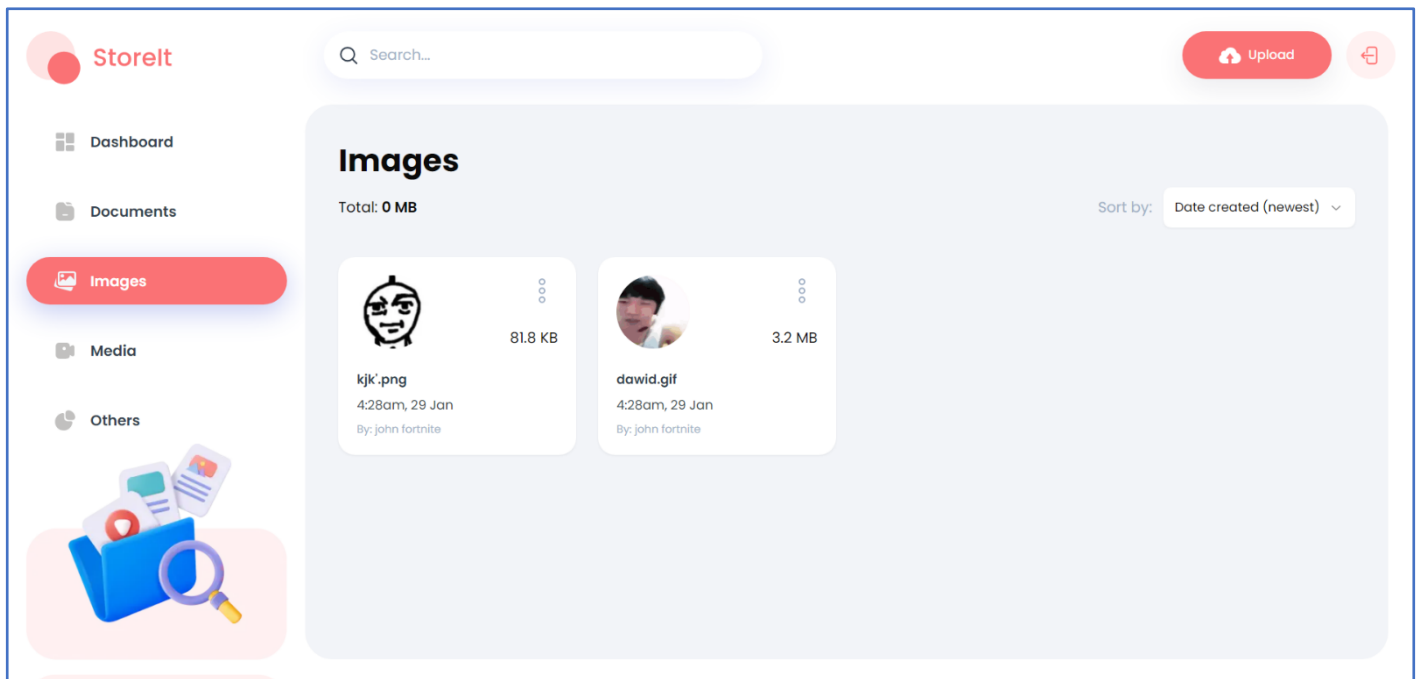 StoreIt
Search...
Upload
Dashboard
Documents
Images
Media
Others
Images
Total: 0 MB
Sort by: Date created (newest)
81.8 KB
kjk'.png
4:28am, 29 Jan
By: john fortnite
3.2 MB
dawid.gif
4:28am, 29 Jan
By: john fortnite